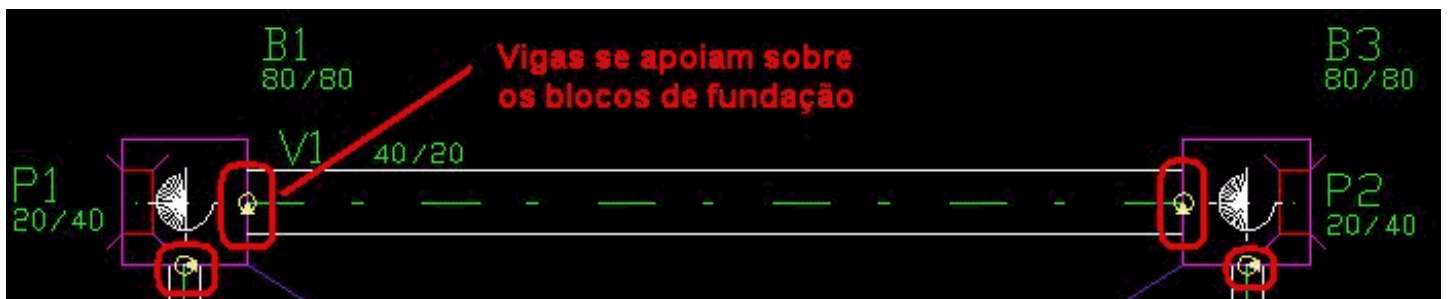 B1
80/80
Vigas se apoiam sobre
os blocos de fundação
B3
80/80
V1 40/20
P1
20/40
P2
20/40